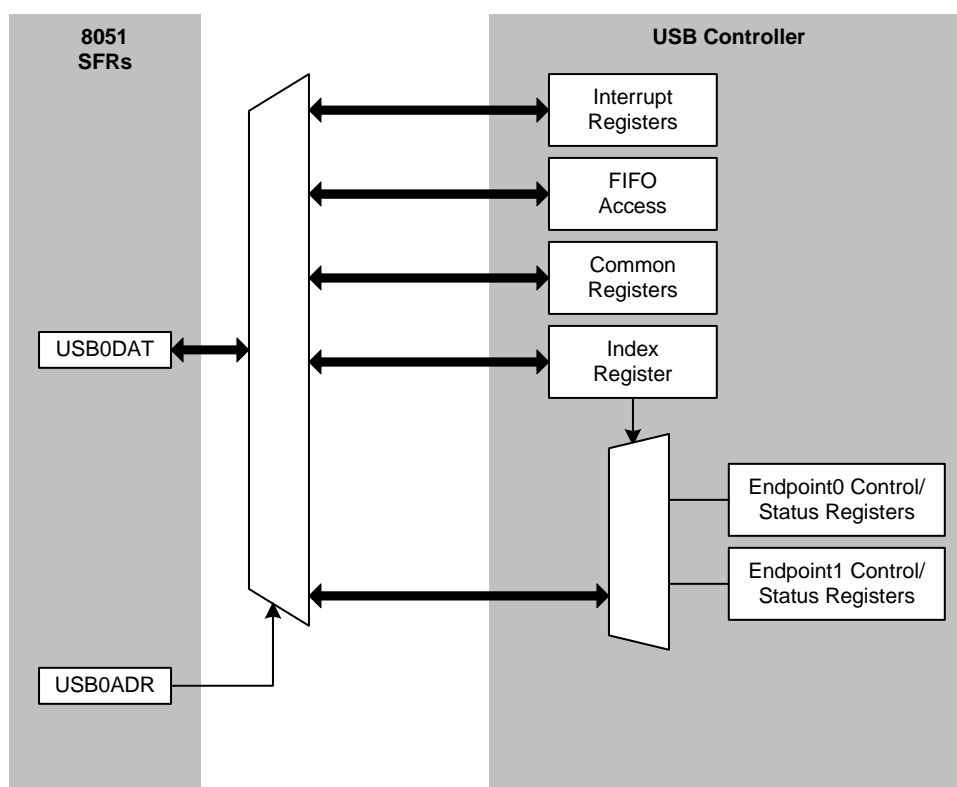 8051
SFRs
USB Controller
Interrupt
Registers
FIFO
Access
Common
Registers
USB0DAT
Index
Register
Endpoint0 Control/
Status Registers
Endpoint1 Control/
Status Registers
USB0ADR